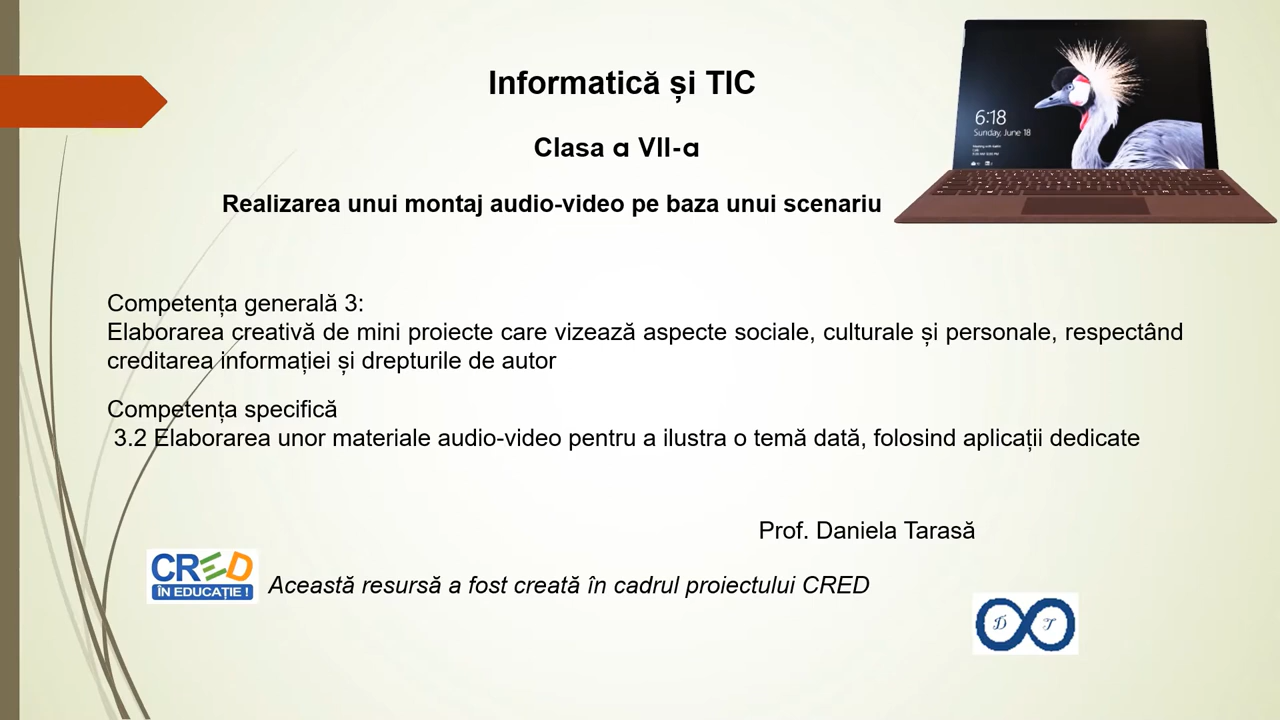 Informatică și TIC
Clasa a VII-a
Realizarea unui montaj audio-video pe baza unui scenariu
6:18
Sunday, June 18
Competența generală 3:
Elaborarea creativă de mini proiecte care vizează aspecte sociale, culturale și personale, respectând
creditarea informației și drepturile de autor
Competența specifică
3.2 Elaborarea unor materiale audio-video pentru a ilustra o temă dată, folosind aplicații dedicate
Prof. Daniela Tarasă
CRED
ÎN EDUCAȚIE !
Această resursă a fost creată în cadrul proiectului CRED
D T